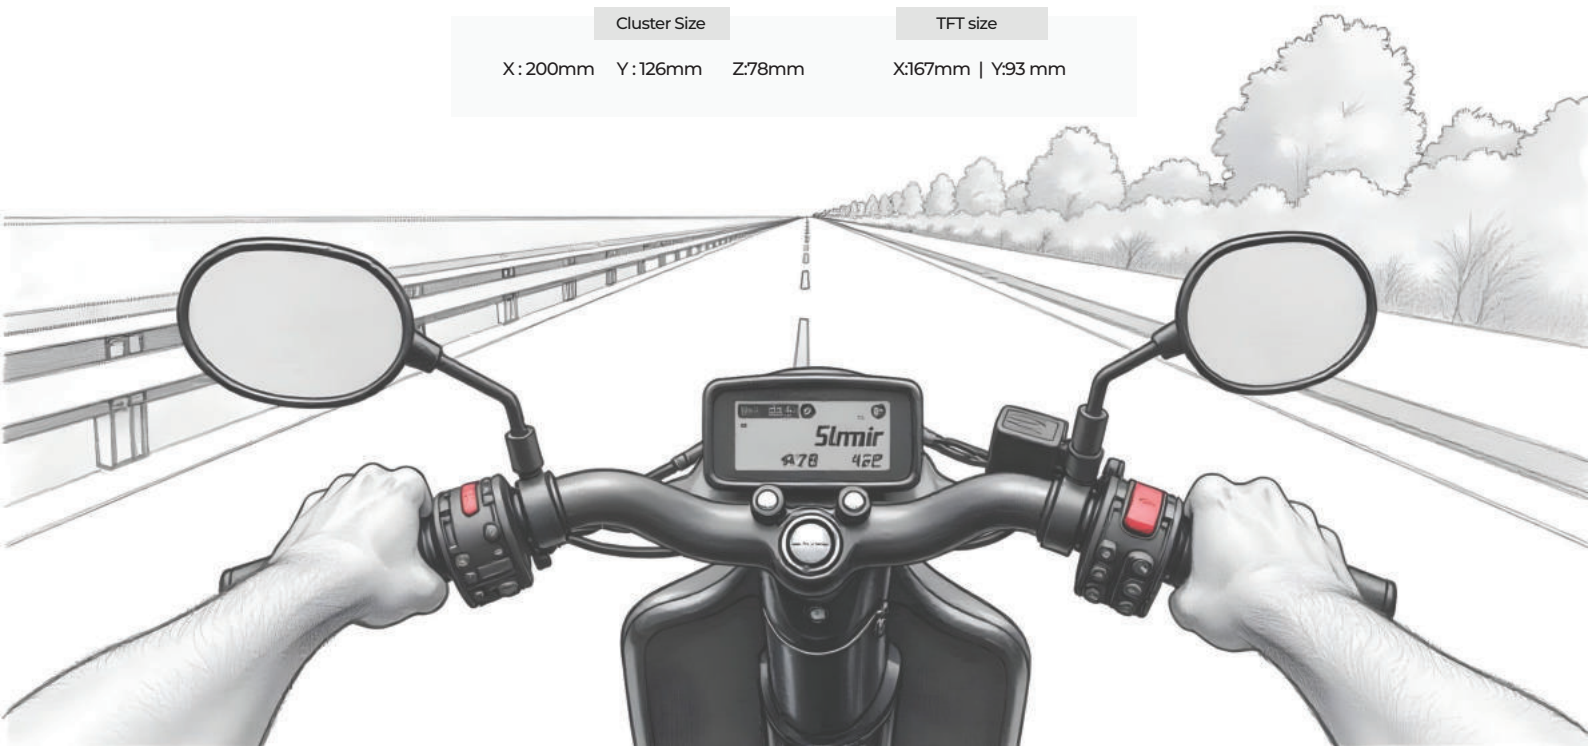 Cluster Size
TFT size
X : 200mm Y : 126mm Z:78mm
X:167mm | Y:93 mm